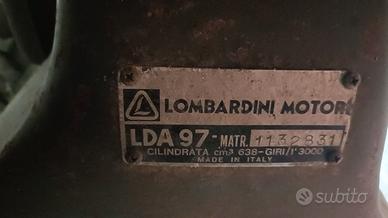 LOMBARDINI MOTORI
LDA 97- MATR. 1132831
CILINDRATA cm³ 638-GIRI/1' 3000
MADE IN ITALY
subito